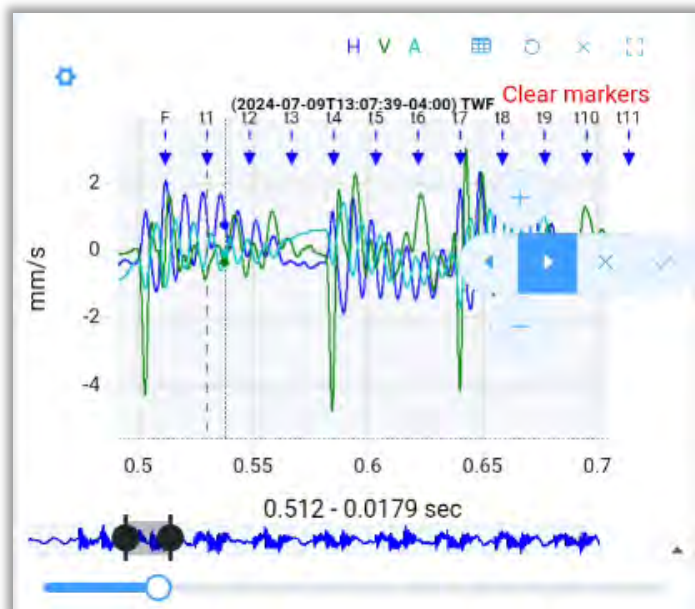 H V A
Clear markers
(2024-07-09T13:07:39-04:00) TWF
F t1 t2 t3 t4 t5 t6 t7 t8 t9 t10 t11
2
0
-2
-4
mm/s
0.5 0.55 0.6 0.65 0.7
0.512 - 0.0179 sec